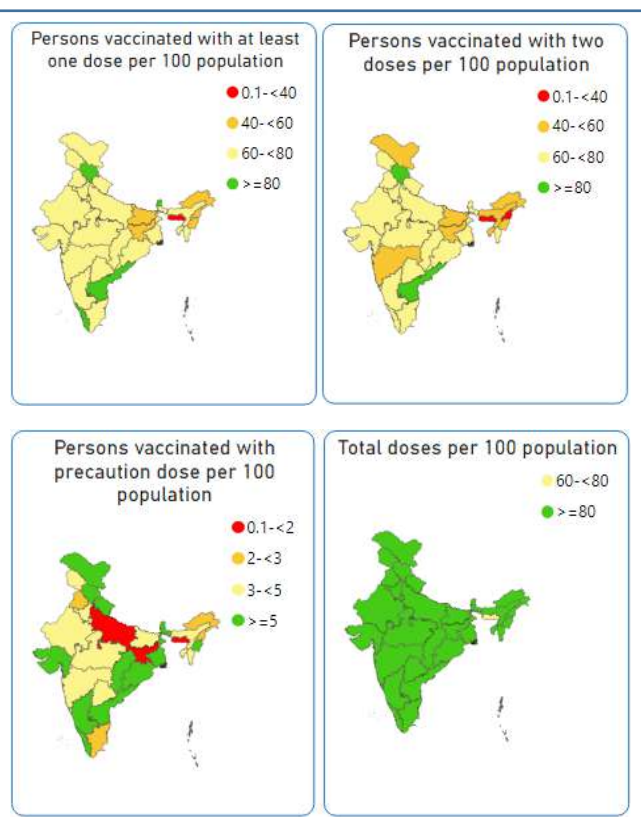 Persons vaccinated with at least
one dose per 100 population
0.1-<40
40-<60
60-<80
>=80
Persons vaccinated with two
doses per 100 population
0.1-<40
40-<60
60-<80
>=80
Persons vaccinated with
precaution dose per 100
population
0.1-<2
2-<3
3-<5
>=5
Total doses per 100 population
60-<80
>=80